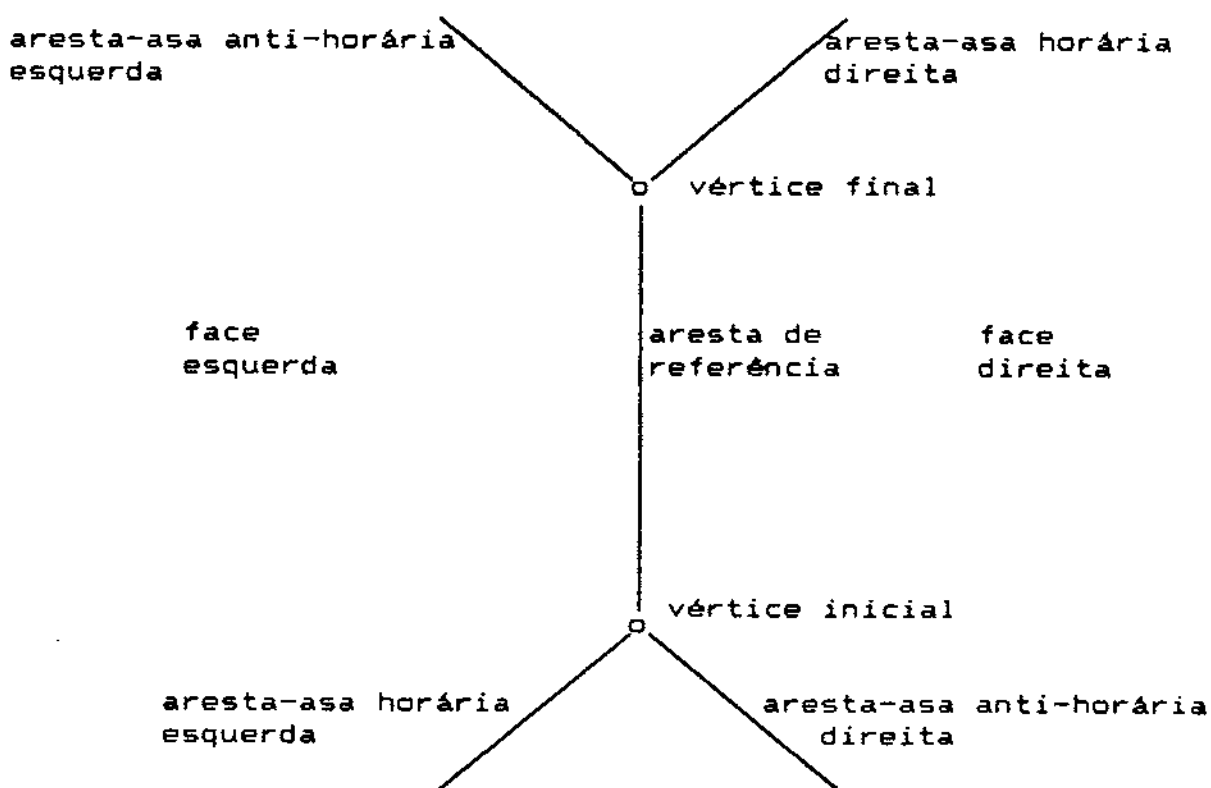 aresta-asa anti-horária
esquerda
aresta-asa horária
direita
vértice final
face
esquerda
aresta de
referência
face
direita
vértice inicial
aresta-asa horária
esquerda
aresta-asa anti-horária
direita